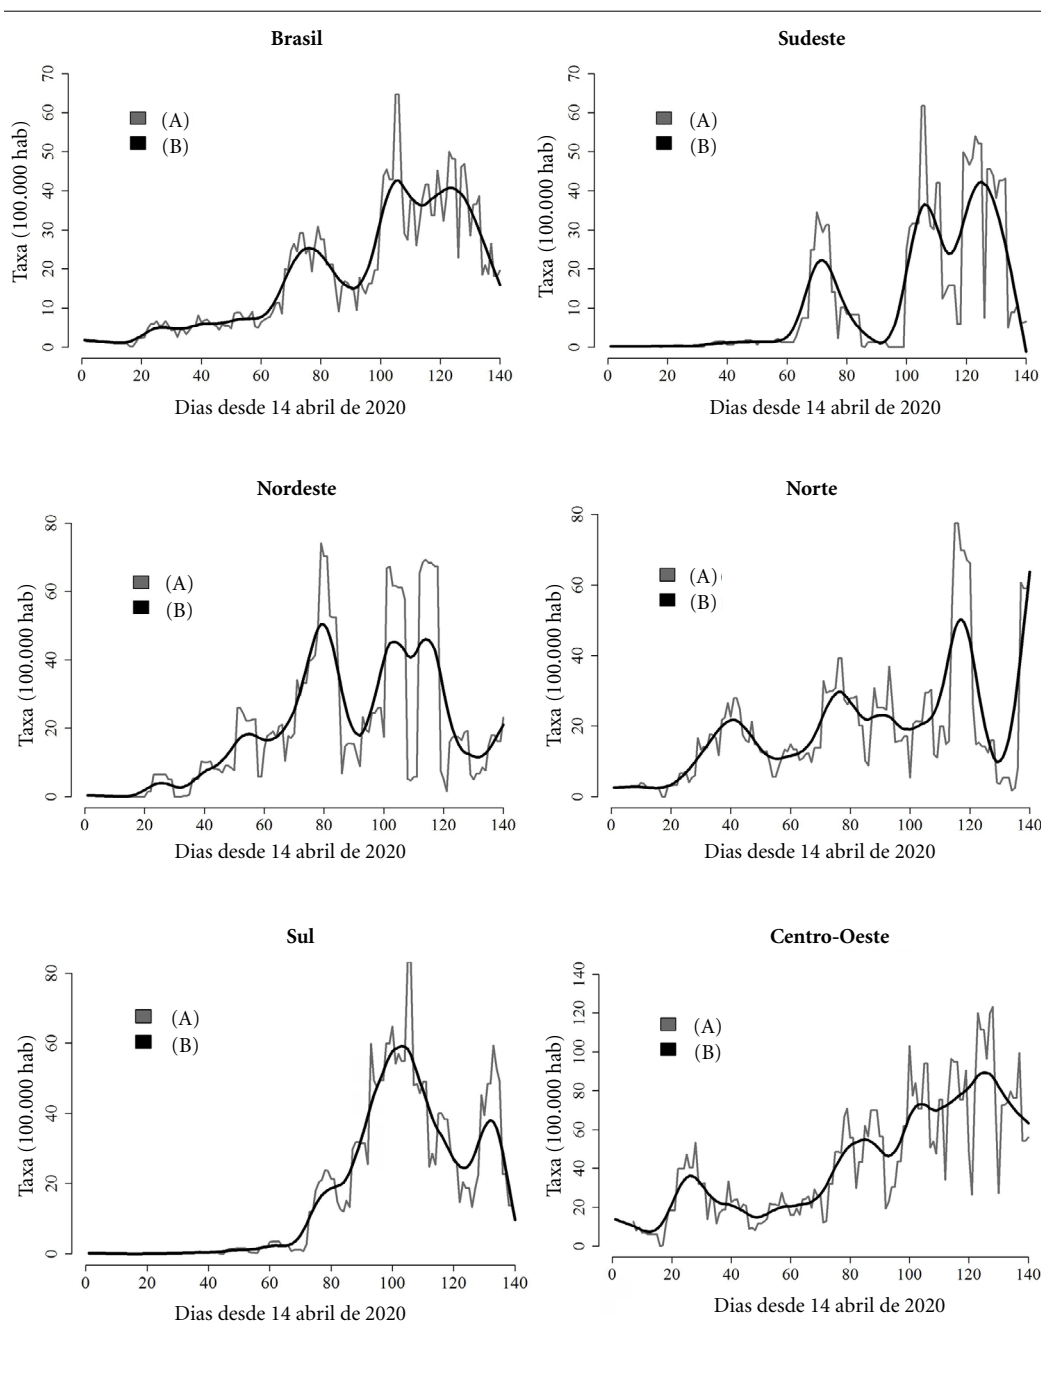 Brasil
Taxa (100.000 hab)
70
60
50
40
30
20
10
0
(A)
(B)
0 20 40 60 80 100 120 140
Dias desde 14 abril de 2020
Sudeste
Taxa (100.000 hab)
70
60
50
40
30
20
10
0
(A)
(B)
0 20 40 60 80 100 120 140
Dias desde 14 abril de 2020
Nordeste
Taxa (100.000 hab)
80
60
40
20
0
(A)
(B)
0 20 40 60 80 100 120 140
Dias desde 14 abril de 2020
Norte
Taxa (100.000 hab)
80
60
40
20
0
(A)
(B)
0 20 40 60 80 100 120 140
Dias desde 14 abril de 2020
Sul
Taxa (100.000 hab)
80
60
40
20
0
(A)
(B)
0 20 40 60 80 100 120 140
Dias desde 14 abril de 2020
Centro-Oeste
Taxa (100.000 hab)
140
120
100
80
60
40
20
0
(A)
(B)
0 20 40 60 80 100 120 140
Dias desde 14 abril de 2020